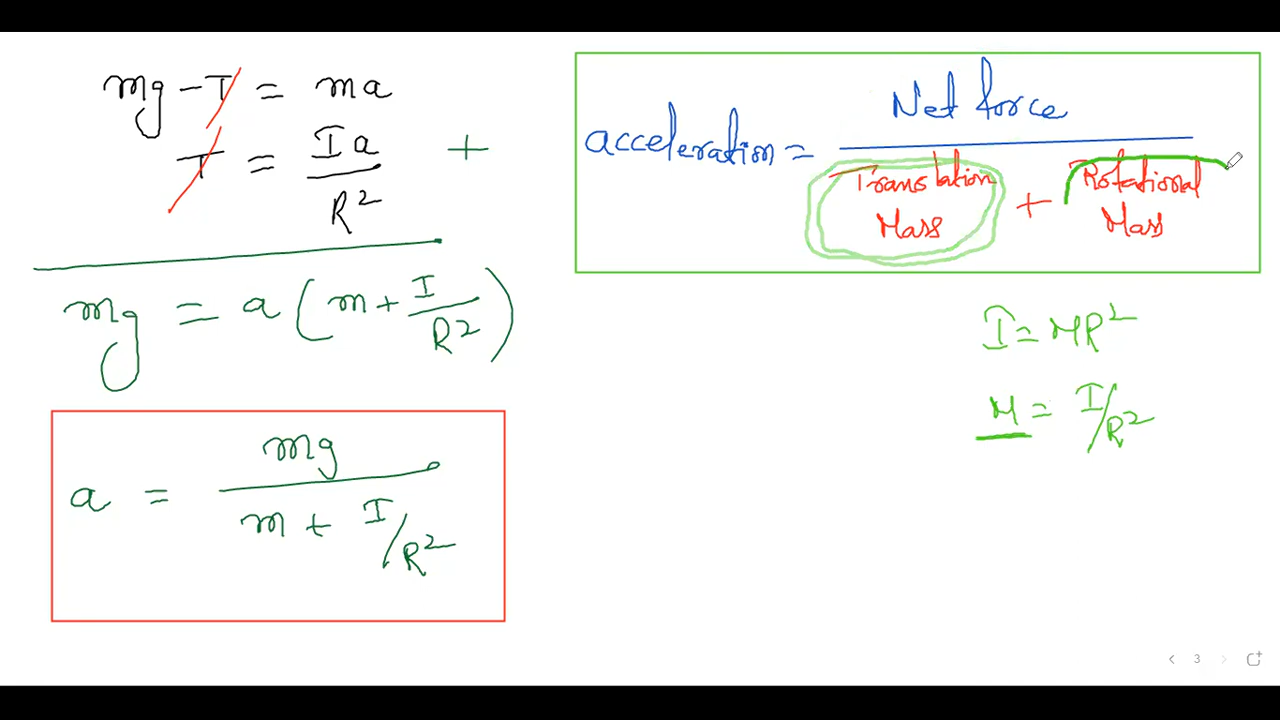 mg - T = ma
T = Ia / R²
+
mg = a ( m + I / R² )
a = mg / m + I/R²
acceleration = Net force / Translation Mass + Rotational Mass
I = MR²
M = I/R²
3